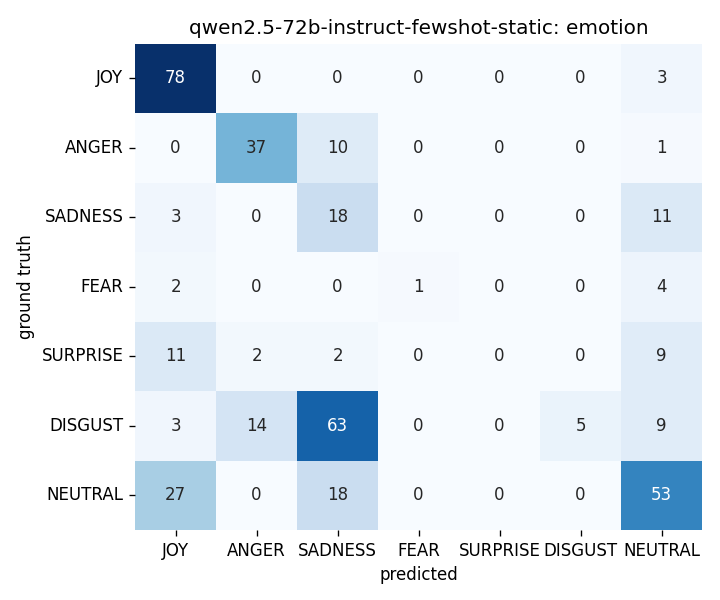 qwen2.5-72b-instruct-fewshot-static: emotion
JOY 78 0 0 0 0 0 3
ANGER 0 37 10 0 0 0 1
SADNESS 3 0 18 0 0 0 11
FEAR 2 0 0 1 0 0 4
SURPRISE 11 2 2 0 0 0 9
DISGUST 3 14 63 0 0 5 9
NEUTRAL 27 0 18 0 0 0 53
JOY ANGER SADNESS FEAR SURPRISE DISGUST NEUTRAL
predicted
ground truth